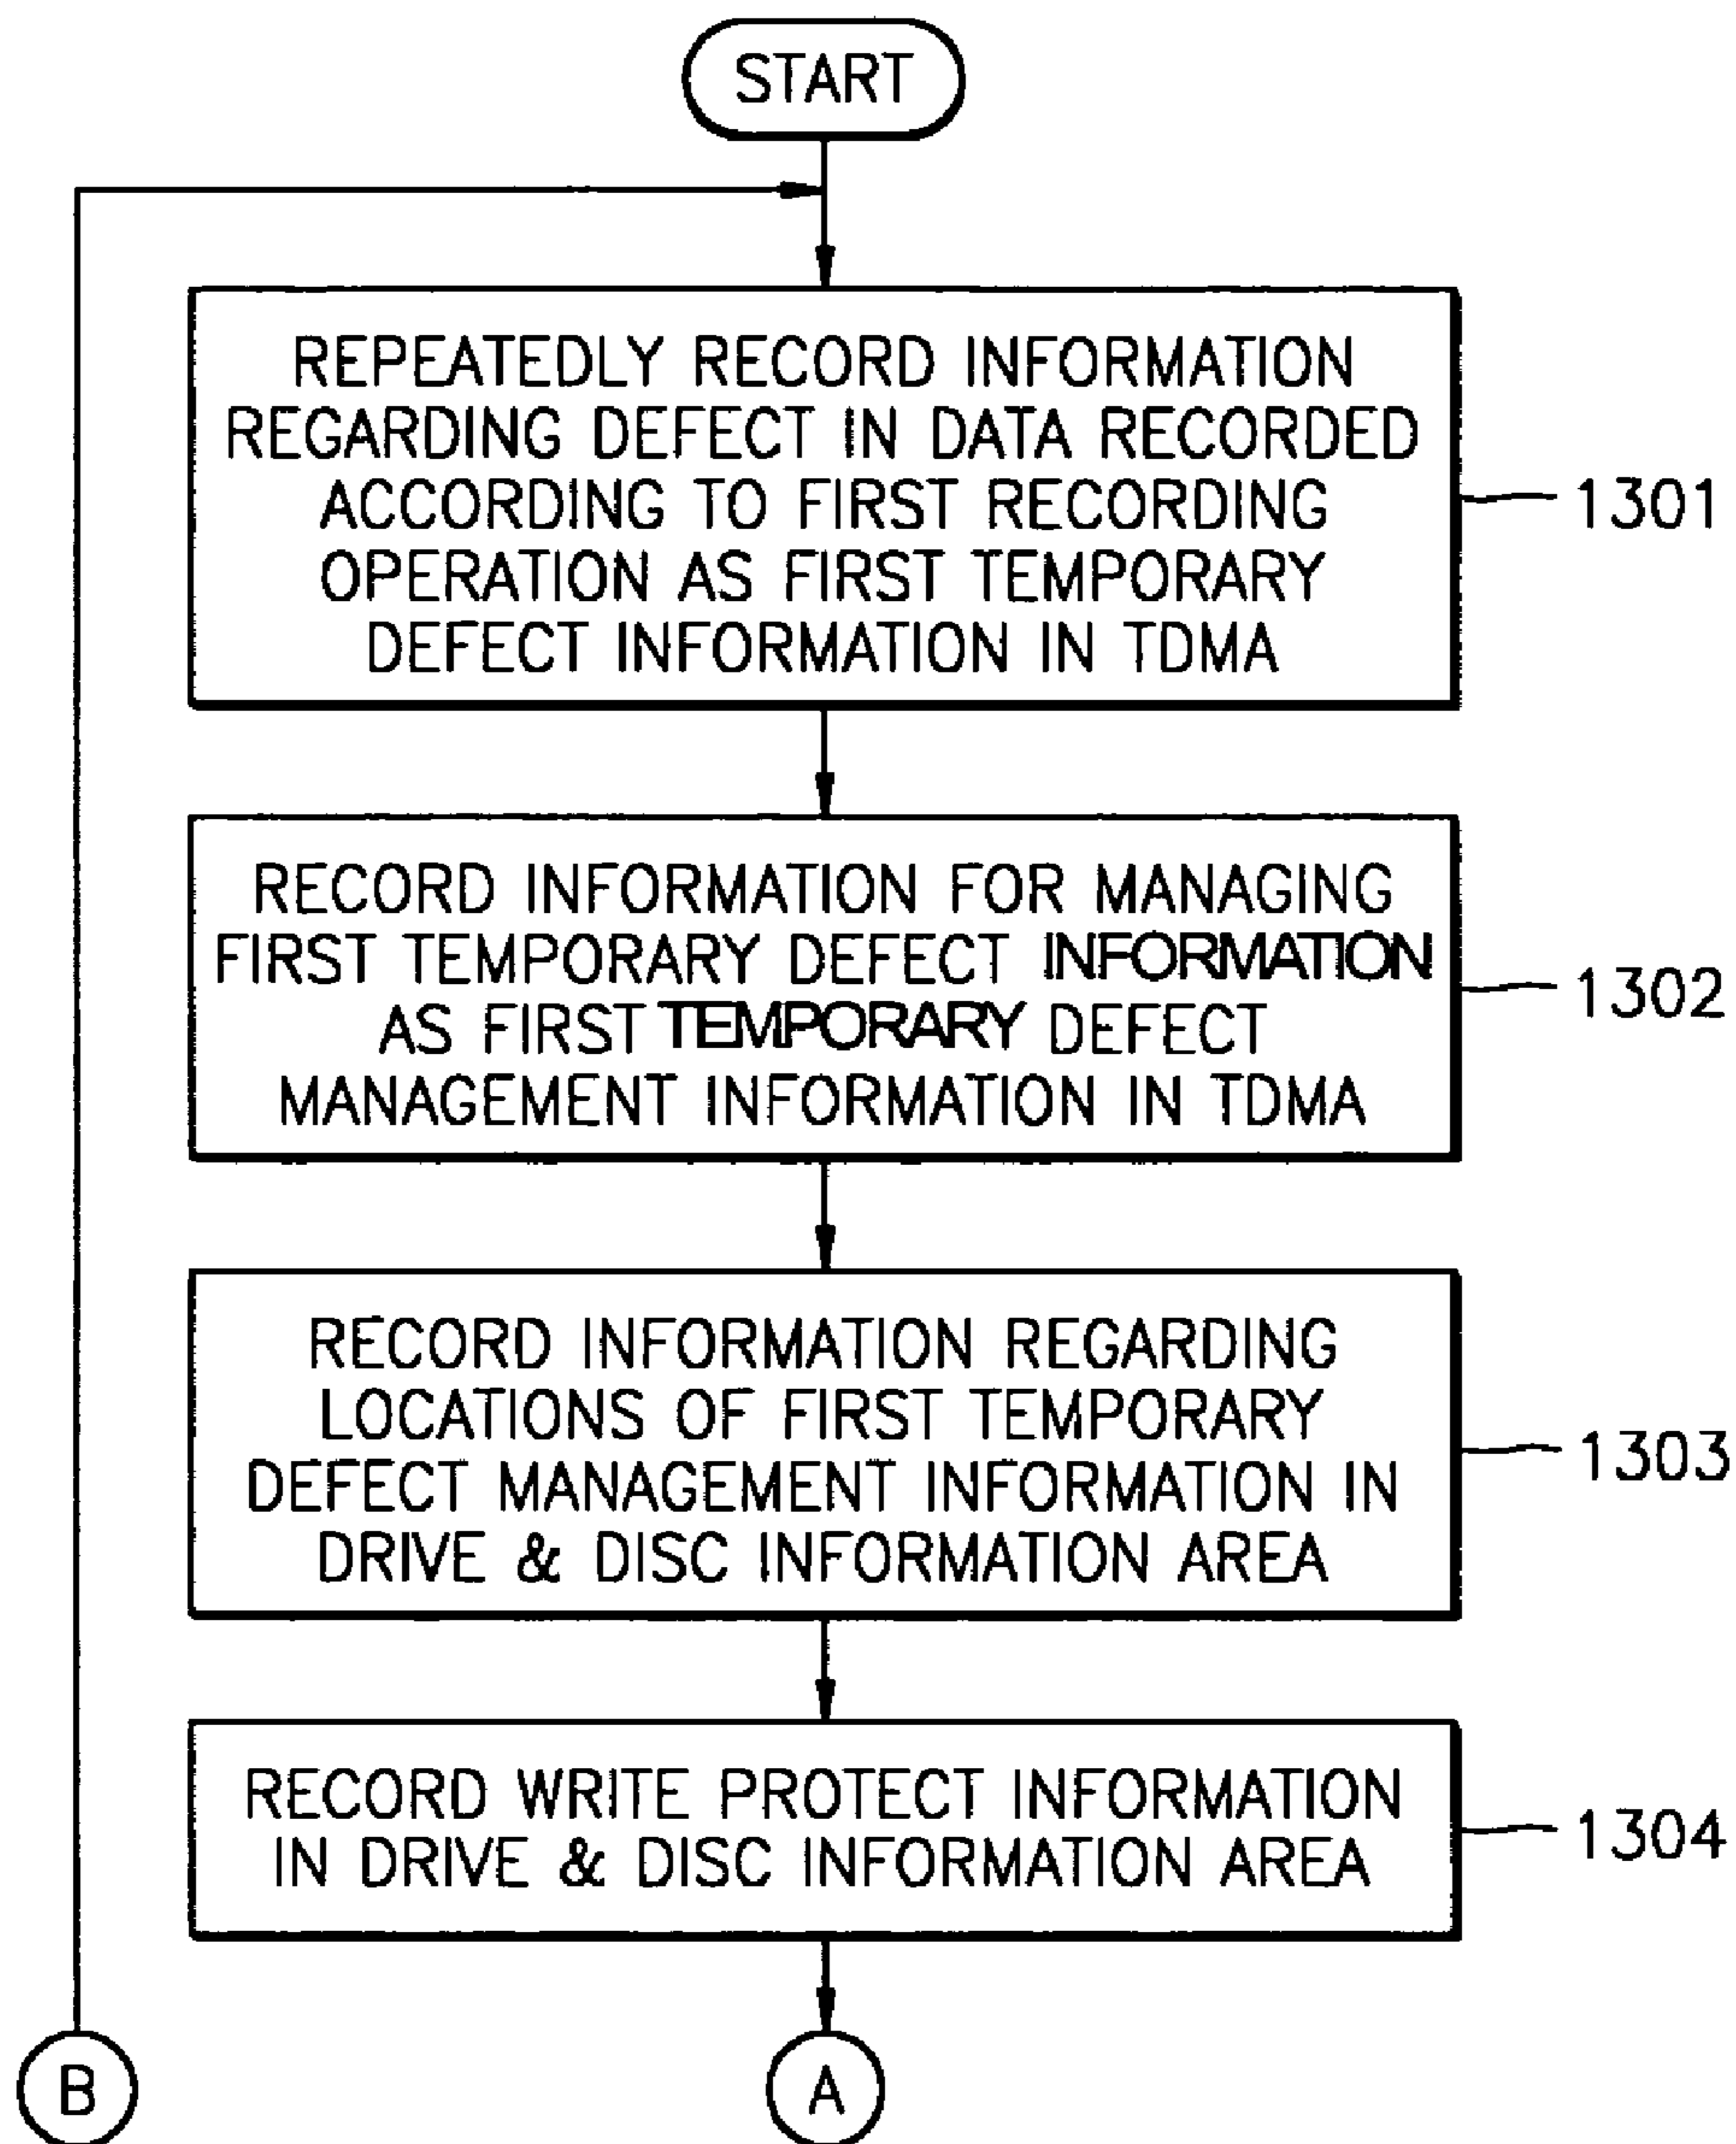 START
REPEATEDLY RECORD INFORMATION
REGARDING DEFECT IN DATA RECORDED
ACCORDING TO FIRST RECORDING
OPERATION AS FIRST TEMPORARY
DEFECT INFORMATION IN TDMA
1301
RECORD INFORMATION FOR MANAGING
FIRST TEMPORARY DEFECT INFORMATION
AS FIRST TEMPORARY DEFECT
MANAGEMENT INFORMATION IN TDMA
1302
RECORD INFORMATION REGARDING
LOCATIONS OF FIRST TEMPORARY
DEFECT MANAGEMENT INFORMATION IN
DRIVE & DISC INFORMATION AREA
1303
RECORD WRITE PROTECT INFORMATION
IN DRIVE & DISC INFORMATION AREA
1304
B
A